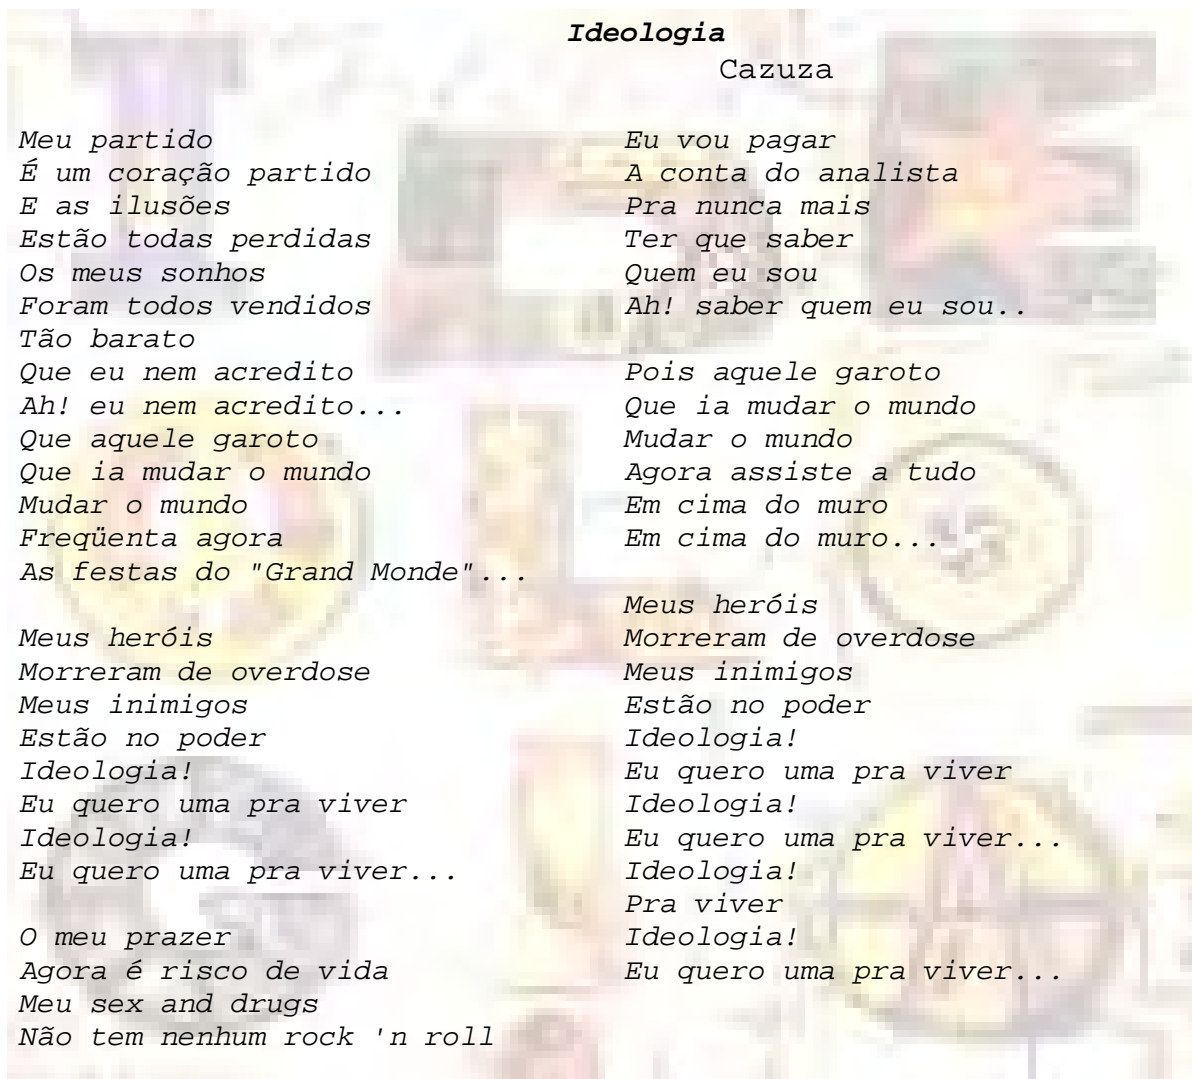 Ideologia
Cazuza
Meu partido
É um coração partido
E as ilusões
Estão todas perdidas
Os meus sonhos
Foram todos vendidos
Tão barato
Que eu nem acredito
Ah! eu nem acredito...
Que aquele garoto
Que ia mudar o mundo
Mudar o mundo
Freqüenta agora
As festas do "Grand Monde"...
Meus heróis
Morreram de overdose
Meus inimigos
Estão no poder
Ideologia!
Eu quero uma pra viver
Ideologia!
Eu quero uma pra viver...
O meu prazer
Agora é risco de vida
Meu sex and drugs
Não tem nenhum rock 'n roll
Eu vou pagar
A conta do analista
Pra nunca mais
Ter que saber
Quem eu sou
Ah! saber quem eu sou..
Pois aquele garoto
Que ia mudar o mundo
Mudar o mundo
Agora assiste a tudo
Em cima do muro
Em cima do muro...
Meus heróis
Morreram de overdose
Meus inimigos
Estão no poder
Ideologia!
Eu quero uma pra viver
Ideologia!
Eu quero uma pra viver...
Ideologia!
Pra viver
Ideologia!
Eu quero uma pra viver...